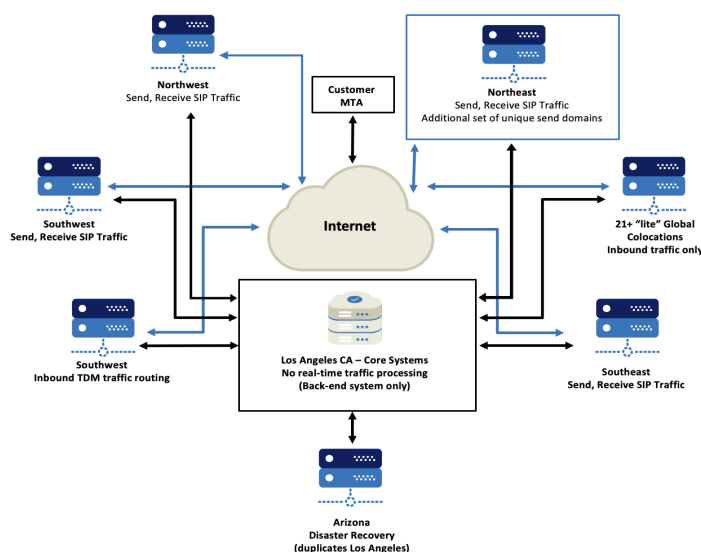 Northwest
Send, Receive SIP Traffic
Customer
MTA
Northeast
Send, Receive SIP Traffic
Additional set of unique send domains
Southwest
Send, Receive SIP Traffic
Internet
21+ “lite” Global
Colocations
Inbound traffic only
Southwest
Inbound TDM traffic routing
Los Angeles CA – Core Systems
No real-time traffic processing
(Back-end system only)
Southeast
Send, Receive SIP Traffic
Arizona
Disaster Recovery
(duplicates Los Angeles)